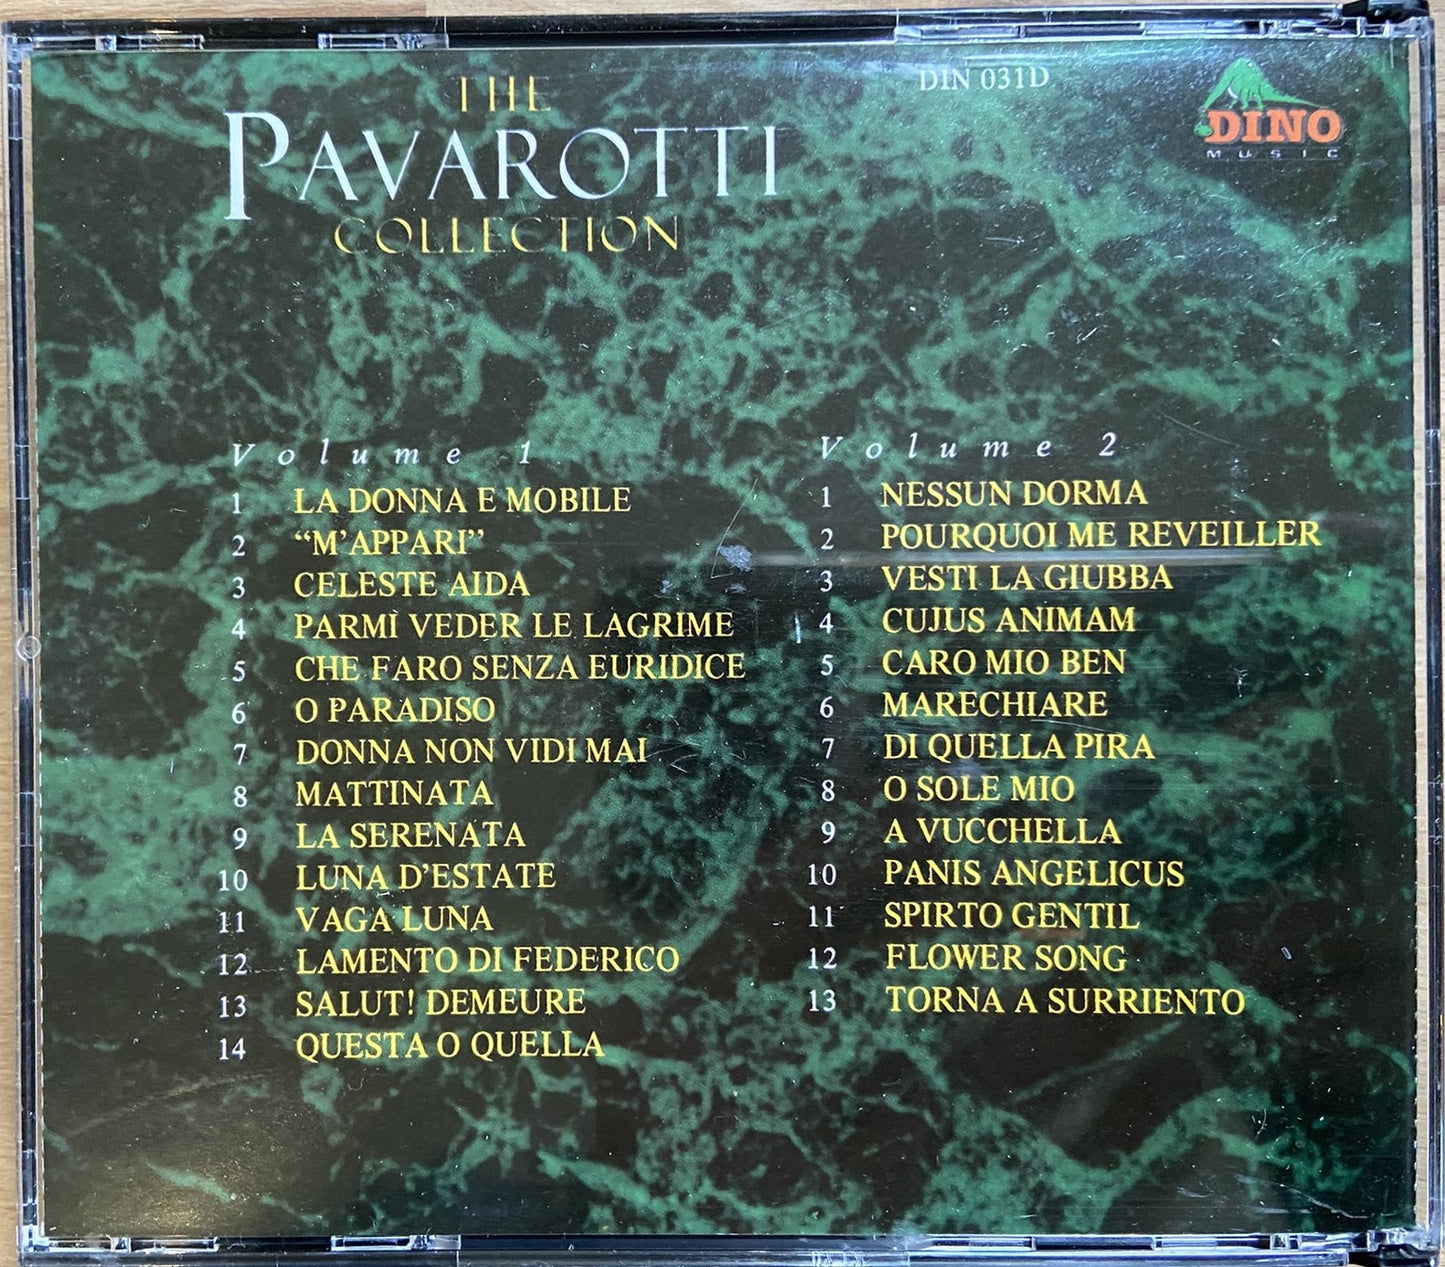 THE
PAVAROTTI
COLLECTION
DIN 031D
DINO
MUSIC
Volume 1
1 LA DONNA E MOBILE
2 “M’APPARI”
3 CELESTE AIDA
4 PARMÌ VEDER LE LAGRIME
5 CHE FARO SENZA EURIDICE
6 O PARADISO
7 DONNA NON VIDI MAI
8 MATTINATA
9 LA SERENATA
10 LUNA D’ESTATE
11 VAGA LUNA
12 LAMENTO DI FEDERICO
13 SALUT! DEMEURE
14 QUESTA O QUELLA
Volume 2
1 NESSUN DORMA
2 POURQUOI ME REVEILLER
3 VESTI LA GIUBBA
4 CUJUS ANIMAM
5 CARO MIO BEN
6 MARECHIARE
7 DI QUELLA PIRA
8 O SOLE MIO
9 A VUCCHELLA
10 PANIS ANGELICUS
11 SPIRTO GENTIL
12 FLOWER SONG
13 TORNA A SURRIENTO